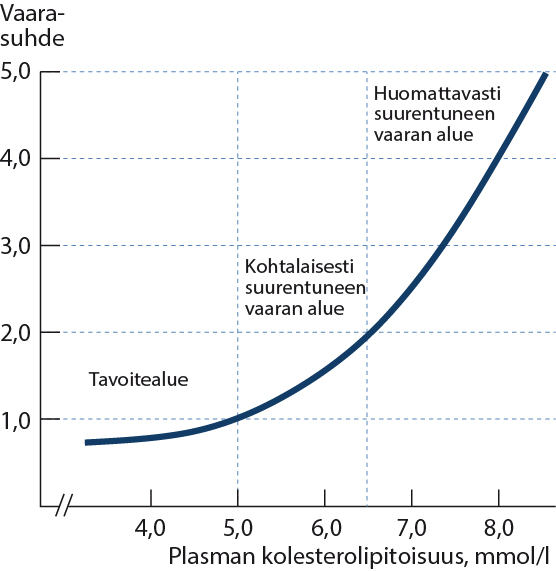 Vaara-
suhde
5,0
4,0
3,0
2,0
1,0
Huomattavasti
suurentuneen
vaaran alue
Kohtalaisesti
suurentuneen
vaaran alue
Tavoitealue
4,0 5,0 6,0 7,0 8,0
Plasman kolesterolipitoisuus, mmol/l